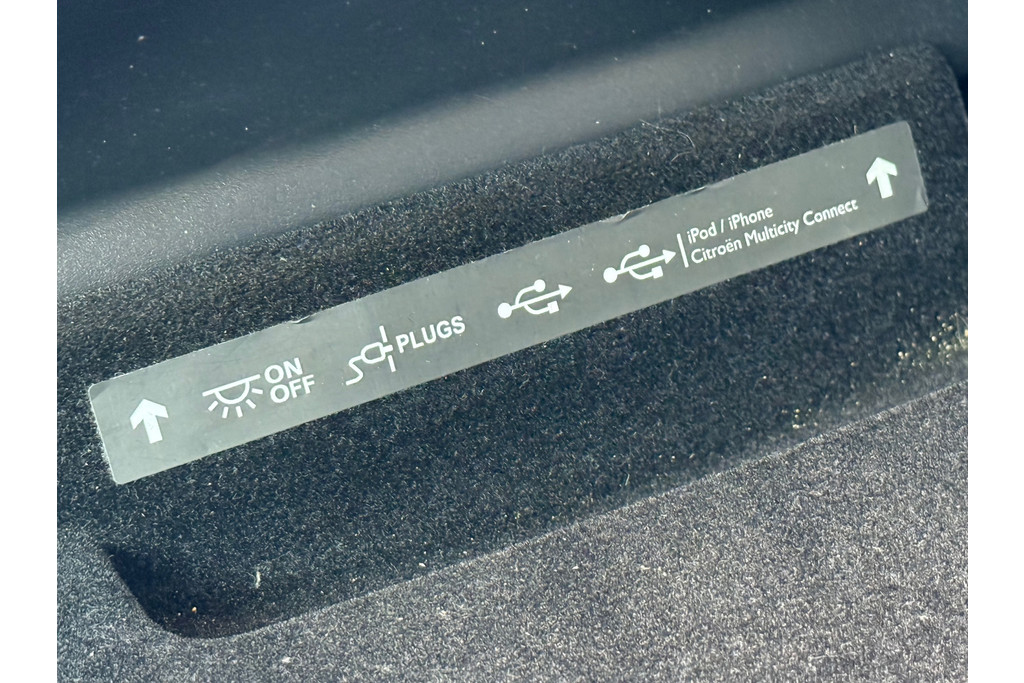 ON
OFF
PLUGS
iPod / iPhone
Citroën Multicity Connect